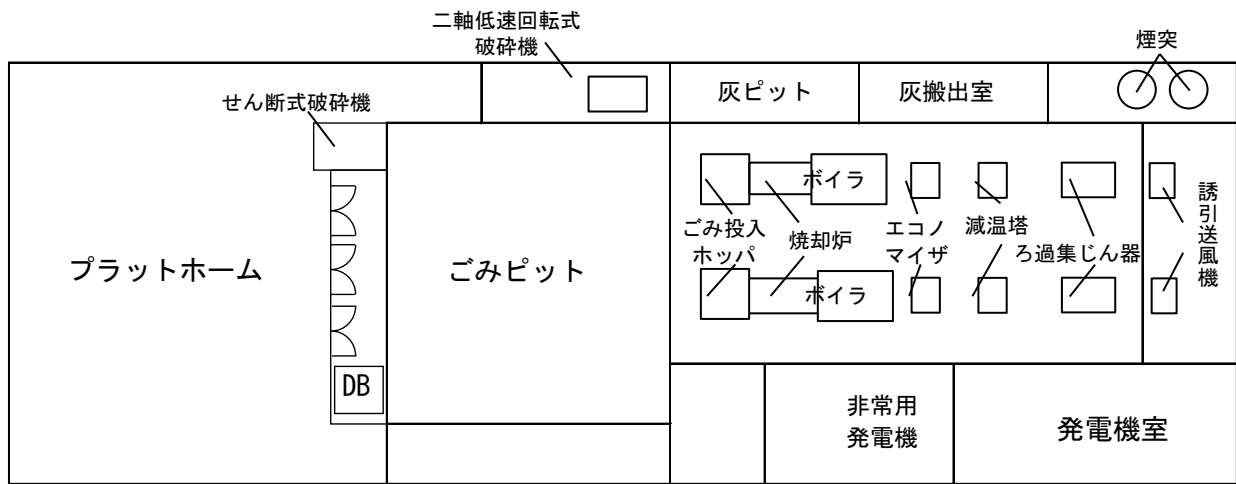 二軸低速回転式
破砕機
煙突
せん断式破砕機
灰ピット
灰搬出室
ボイラ
ごみ投入
ホッパ
焼却炉
エコノ
マイザ
減温塔
ろ過集じん器
誘引送風機
プラットホーム
ごみピット
ボイラ
DB
非常用
発電機
発電機室